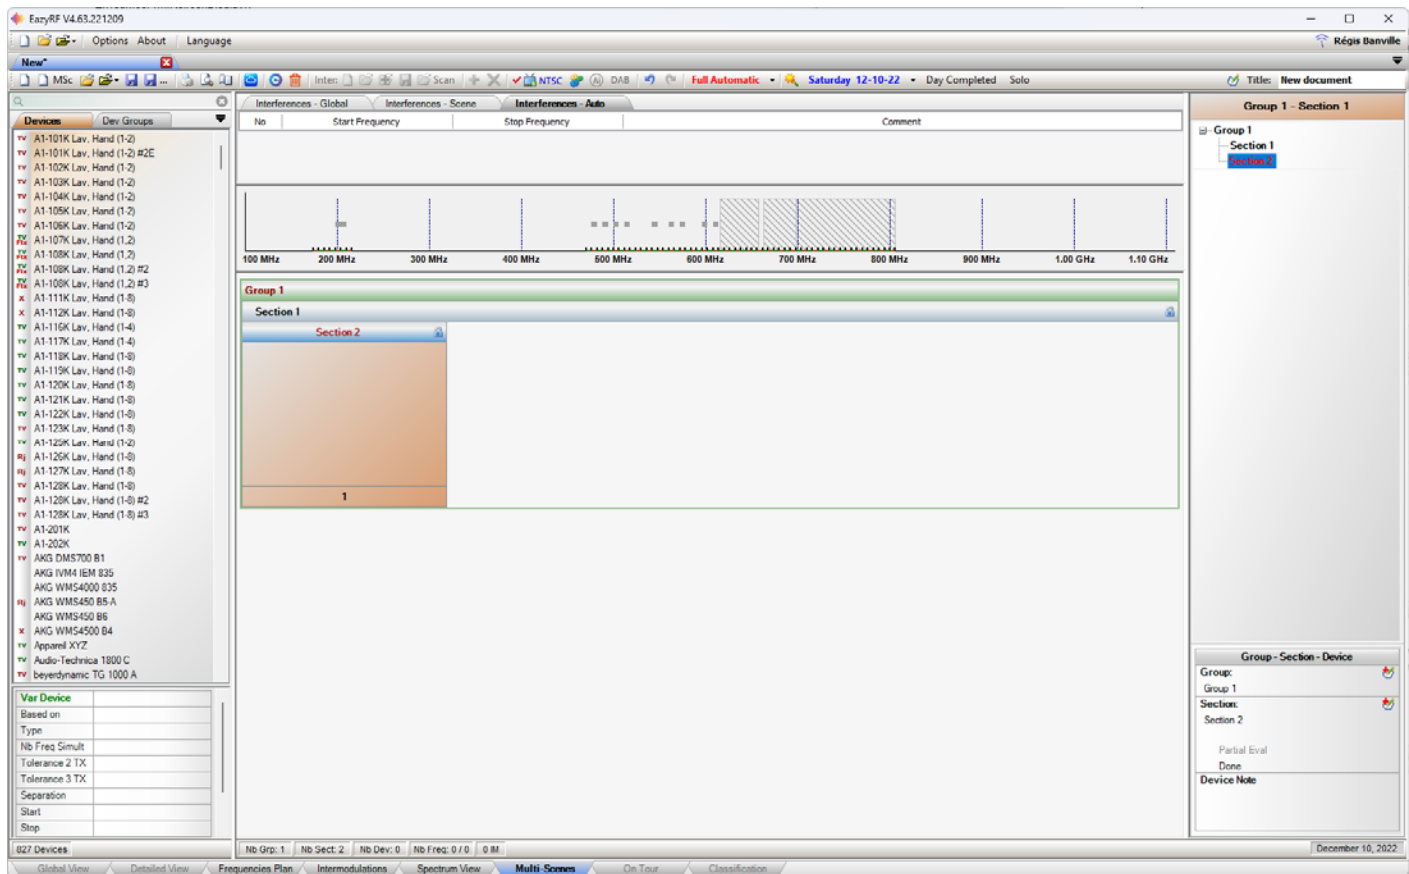 EazyRF V4.63.221209
Options About Language
Régis Banville
New*
MSc ... Inter: Scan NTSC DAB Full Automatic Saturday 12-10-22 Day Completed Solo Title: New document
Devices Dev Groups
A1-101K Lav, Hand (1-2)
A1-101K Lav, Hand (1-2) #2E
A1-102K Lav, Hand (1-2)
A1-103K Lav, Hand (1-2)
A1-104K Lav, Hand (1-2)
A1-105K Lav, Hand (1-2)
A1-106K Lav, Hand (1-2)
A1-107K Lav, Hand (1,2)
A1-108K Lav, Hand (1,2)
A1-108K Lav, Hand (1,2) #2
A1-108K Lav, Hand (1,2) #3
A1-111K Lav, Hand (1-8)
A1-112K Lav, Hand (1-8)
A1-116K Lav, Hand (1-4)
A1-117K Lav, Hand (1-4)
A1-118K Lav, Hand (1-8)
A1-119K Lav, Hand (1-8)
A1-120K Lav, Hand (1-8)
A1-121K Lav, Hand (1-8)
A1-122K Lav, Hand (1-8)
A1-123K Lav, Hand (1-8)
A1-125K Lav, Hand (1-2)
A1-126K Lav, Hand (1-8)
A1-127K Lav, Hand (1-8)
A1-128K Lav, Hand (1-8)
A1-128K Lav, Hand (1-8) #2
A1-128K Lav, Hand (1-8) #3
A1-201K
A1-202K
AKG DMS700 B1
AKG IVM4 IEM 835
AKG WMS4000 835
AKG WMS450 B5-A
AKG WMS450 B6
AKG WMS4500 B4
Appareil XYZ
Audio-Technica 1800 C
beyerdynamic TG 1000 A
Var Device
Based on
Type
Nb Freq Simult
Tolerance 2 TX
Tolerance 3 TX
Separation
Start
Stop
827 Devices
Interferences - Global Interferences - Scene Interferences - Auto
No Start Frequency Stop Frequency Comment
100 MHz 200 MHz 300 MHz 400 MHz 500 MHz 600 MHz 700 MHz 800 MHz 900 MHz 1.00 GHz 1.10 GHz
Group 1
Section 1
Section 2
1
Group 1 - Section 1
Group 1
Section 1
Section 2
Group - Section - Device
Group:
Group 1
Section:
Section 2
Partial Eval
Done
Device Note
Nb Grp: 1 Nb Sect: 2 Nb Dev: 0 Nb Freq: 0 / 0 0 IM
December 10, 2022
Global View Detailed View Frequencies Plan Intermodulations Spectrum View Multi-Scenes On Tour Classification